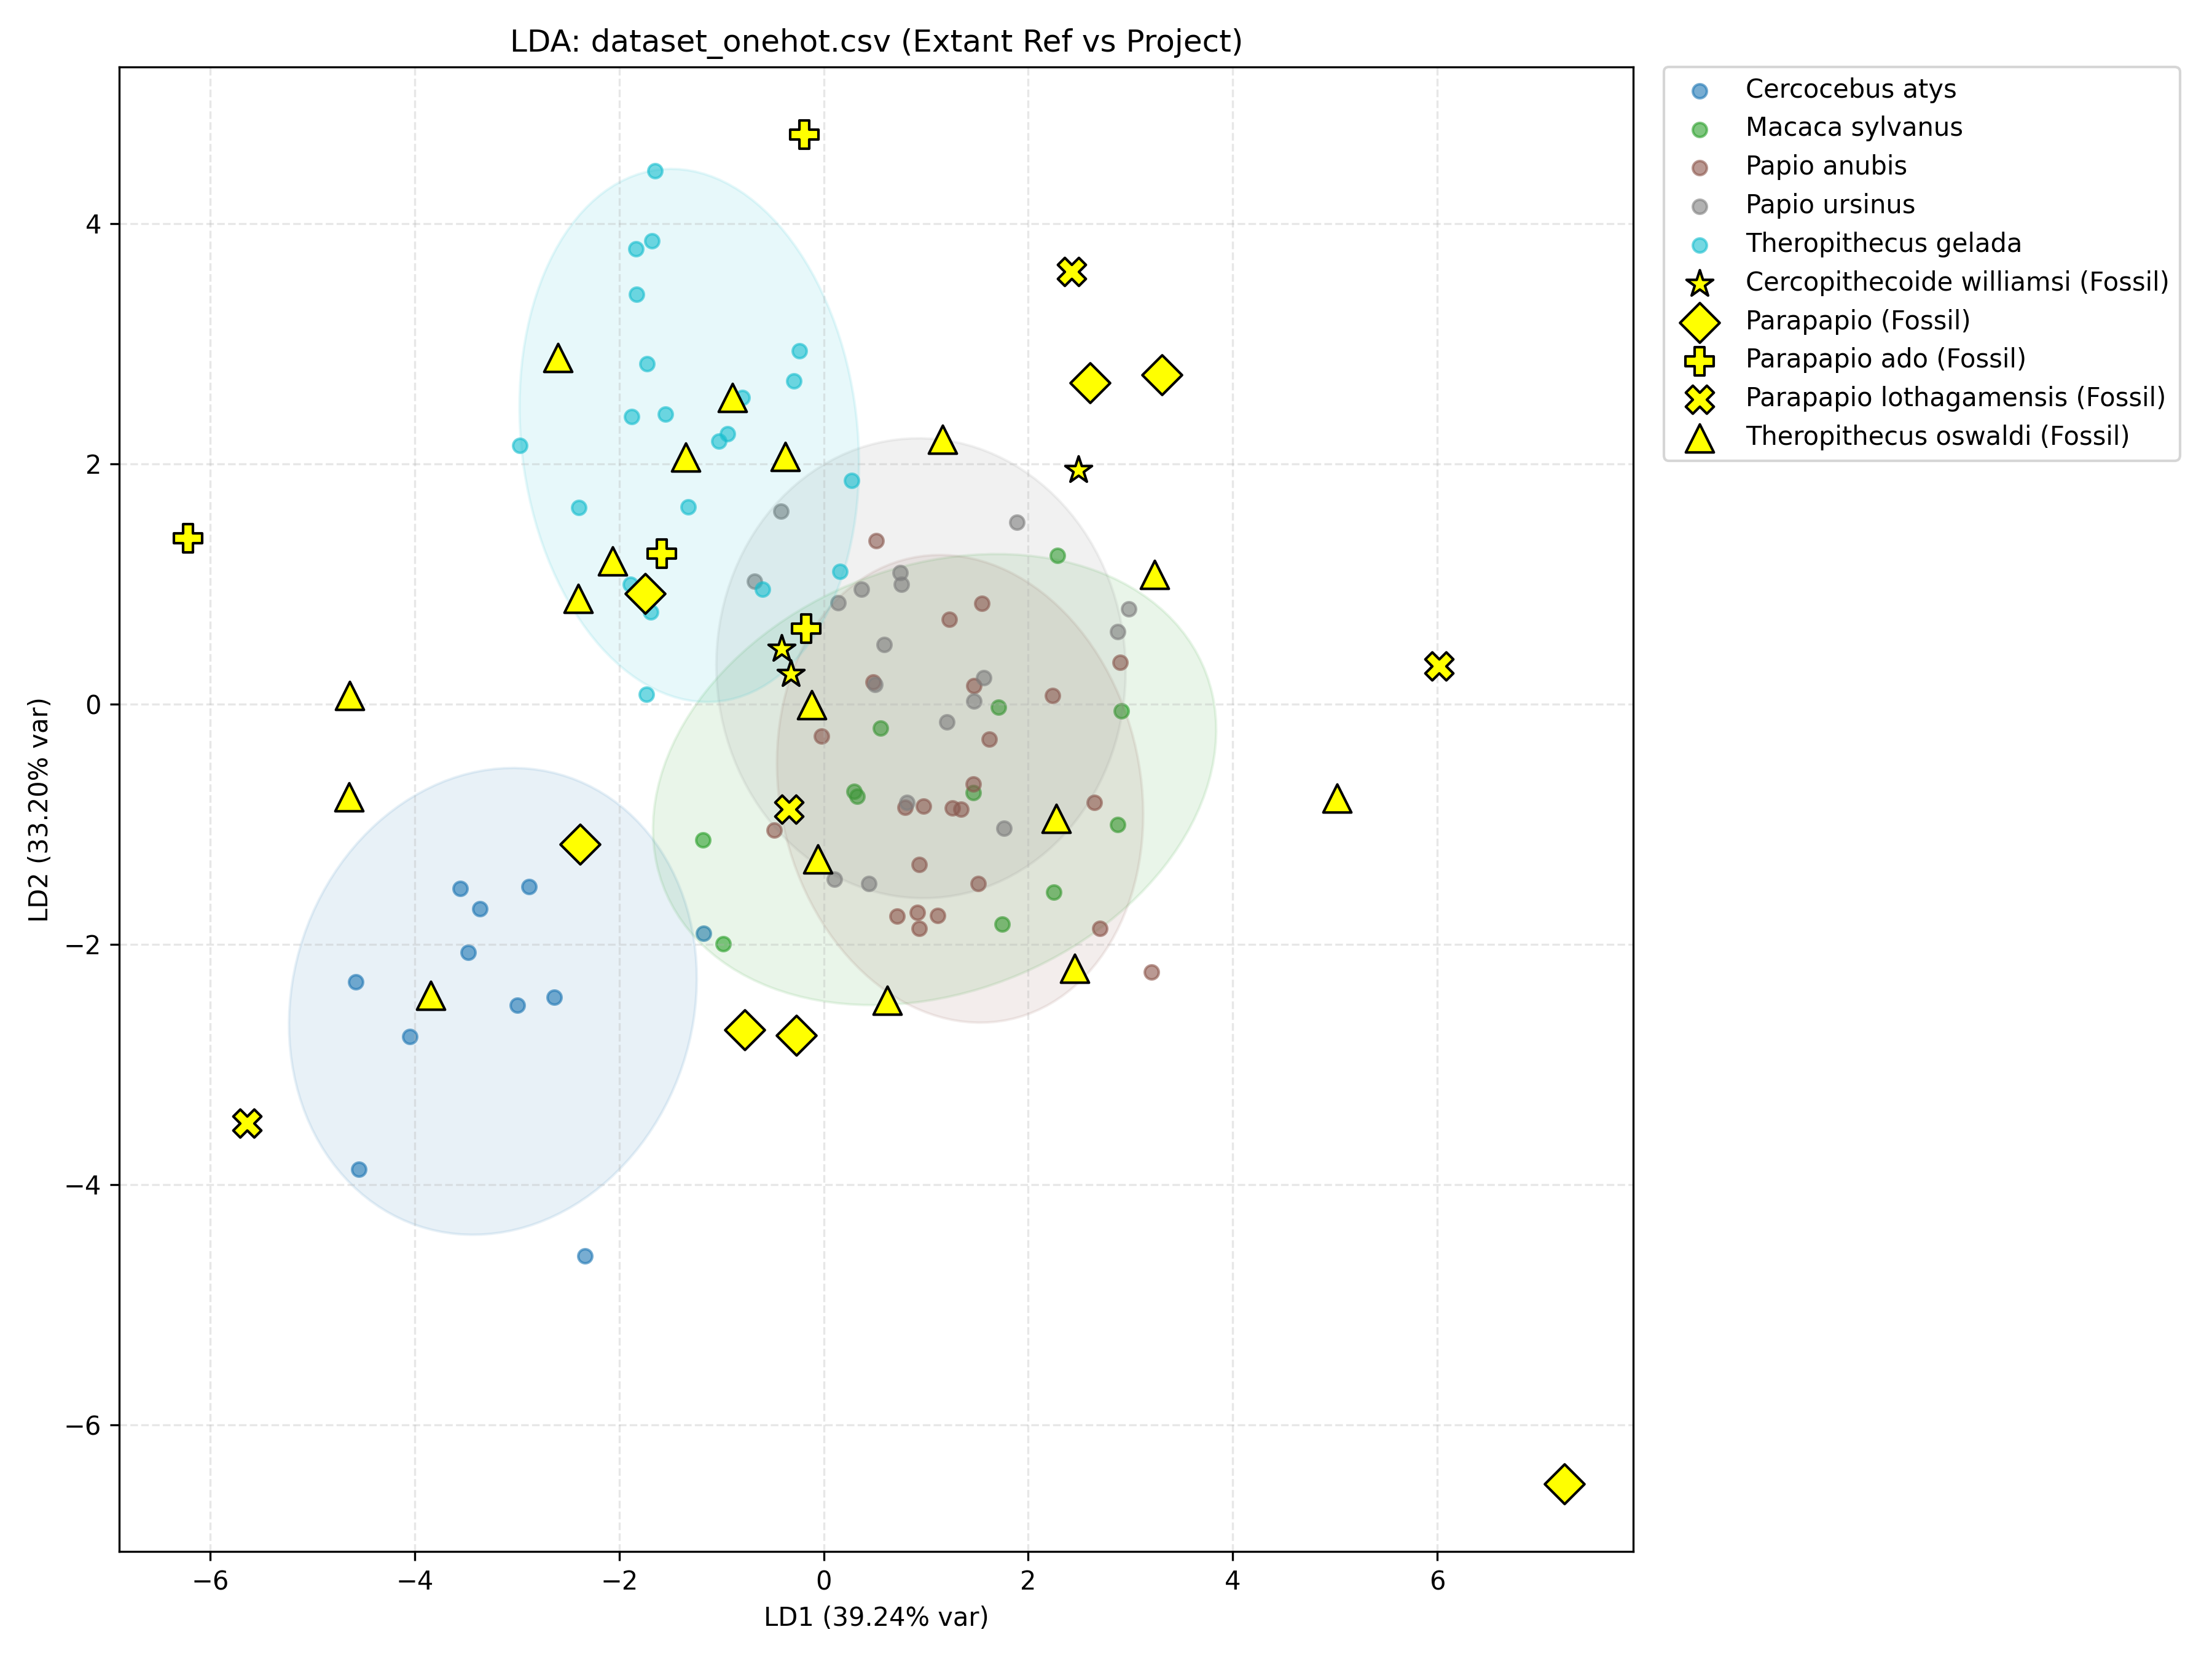 LDA: dataset_onehot.csv (Extant Ref vs Project)
Cercocebus atys
Macaca sylvanus
Papio anubis
Papio ursinus
Theropithecus gelada
Cercopithecoide williamsi (Fossil)
Parapapio (Fossil)
Parapapio ado (Fossil)
Parapapio lothagamensis (Fossil)
Theropithecus oswaldi (Fossil)
LD2 (33.20% var)
4
2
0
−2
−4
−6
−6 −4 −2 0 2 4 6
LD1 (39.24% var)